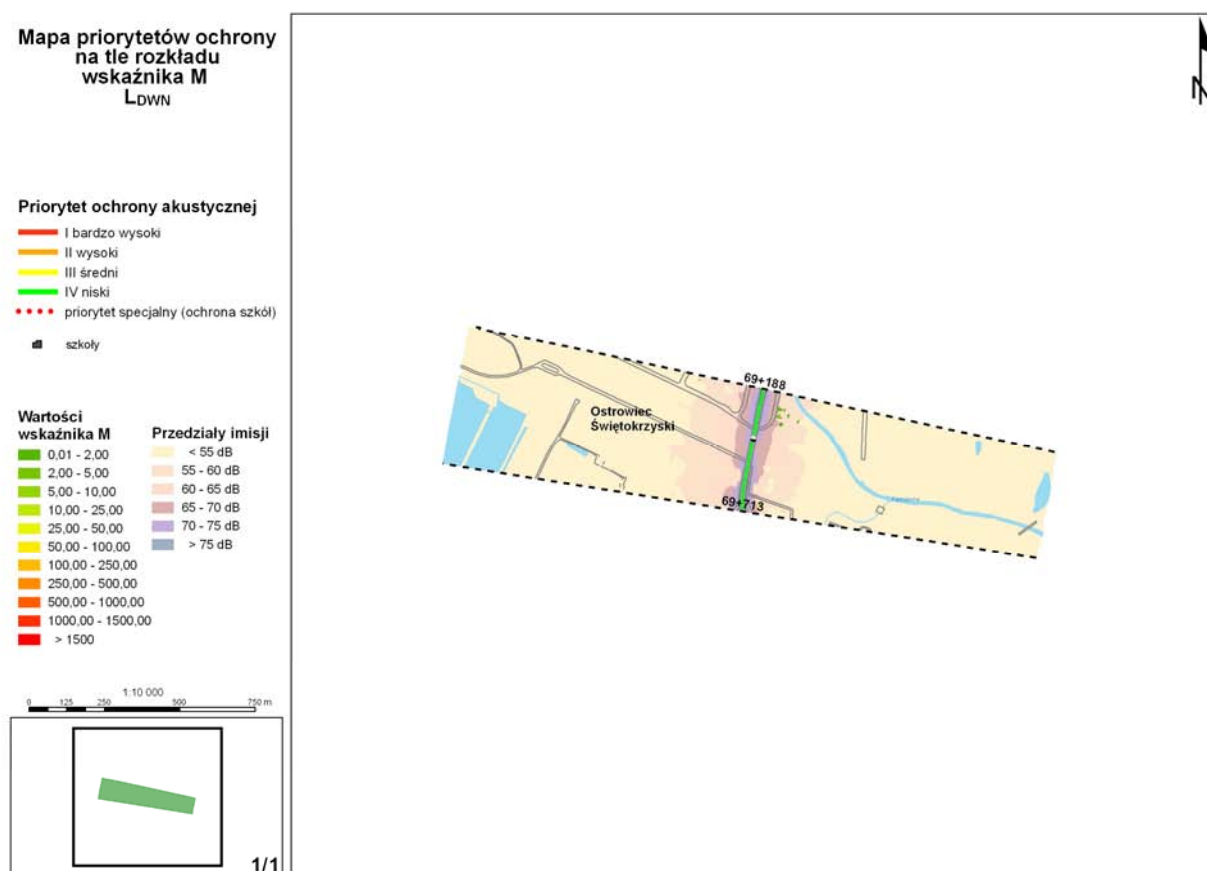 Mapa priorytetów ochrony
na tle rozkładu
wskaźnika M
LDWN
Priorytet ochrony akustycznej
I bardzo wysoki
II wysoki
III średni
IV niski
priorytet specjalny (ochrona szkół)
szkoły
Wartości
wskaźnika M
0,01 - 2,00
2,00 - 5,00
5,00 - 10,00
10,00 - 25,00
25,00 - 50,00
50,00 - 100,00
100,00 - 250,00
250,00 - 500,00
500,00 - 1000,00
1000,00 - 1500,00
> 1500
Przedziały imisji
< 55 dB
55 - 60 dB
60 - 65 dB
65 - 70 dB
70 - 75 dB
> 75 dB
1:10 000
0 125 250 500 750 m
1/1
N
69+188
Ostrowiec
Świętokrzyski
69+713